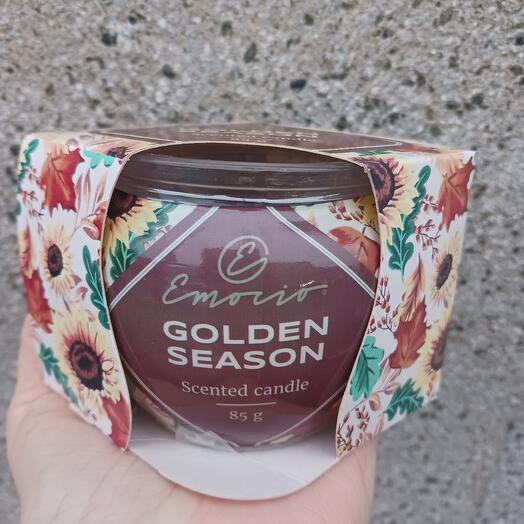 E
Emocio
GOLDEN
SEASON
Scented candle
85 g